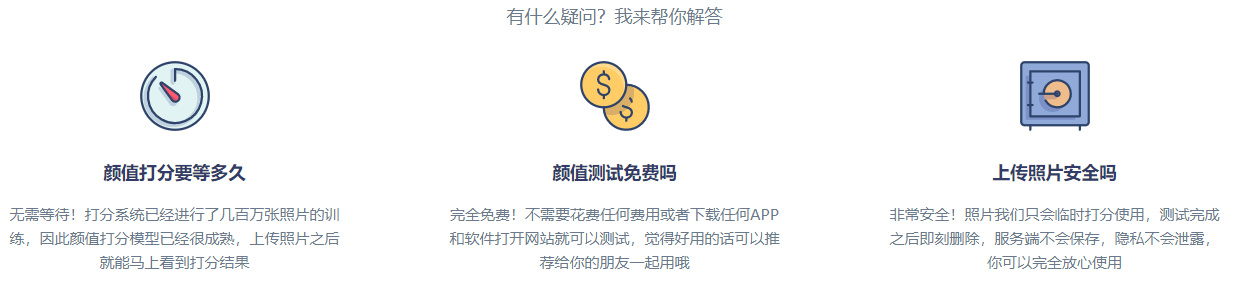 有什么疑问？我来帮你解答
颜值打分要等多久
无需等待！打分系统已经进行了几百万张照片的训
练，因此颜值打分模型已经很成熟，上传照片之后
就能马上看到打分结果
颜值测试免费吗
完全免费！不需要花费任何费用或者下载任何APP
和软件打开网站就可以测试，觉得好用的话可以推
荐给你的朋友一起用哦
上传照片安全吗
非常安全！照片我们只会临时打分使用，测试完成
之后即刻删除，服务端不会保存，隐私不会泄露，
你可以完全放心使用